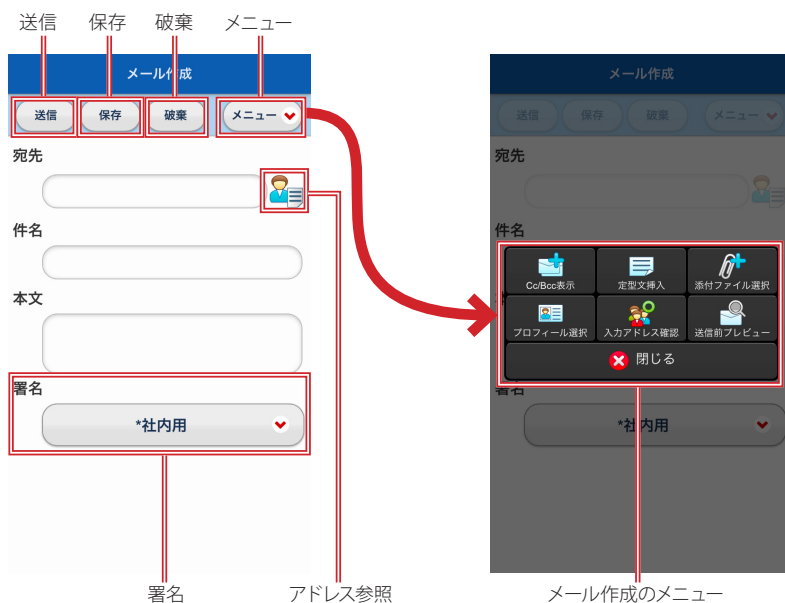 送信 保存 破棄 メニュー
メール作成
送信 保存 破棄 メニュー
宛先
件名
本文
署名
*社内用
署名
アドレス参照
メール作成
送信 保存 破棄 メニュー
宛先
件名
Cc/Bcc表示 定型文挿入 添付ファイル選択
プロフィール選択 入力アドレス確認 送信前プレビュー
閉じる
署名
*社内用
メール作成のメニュー